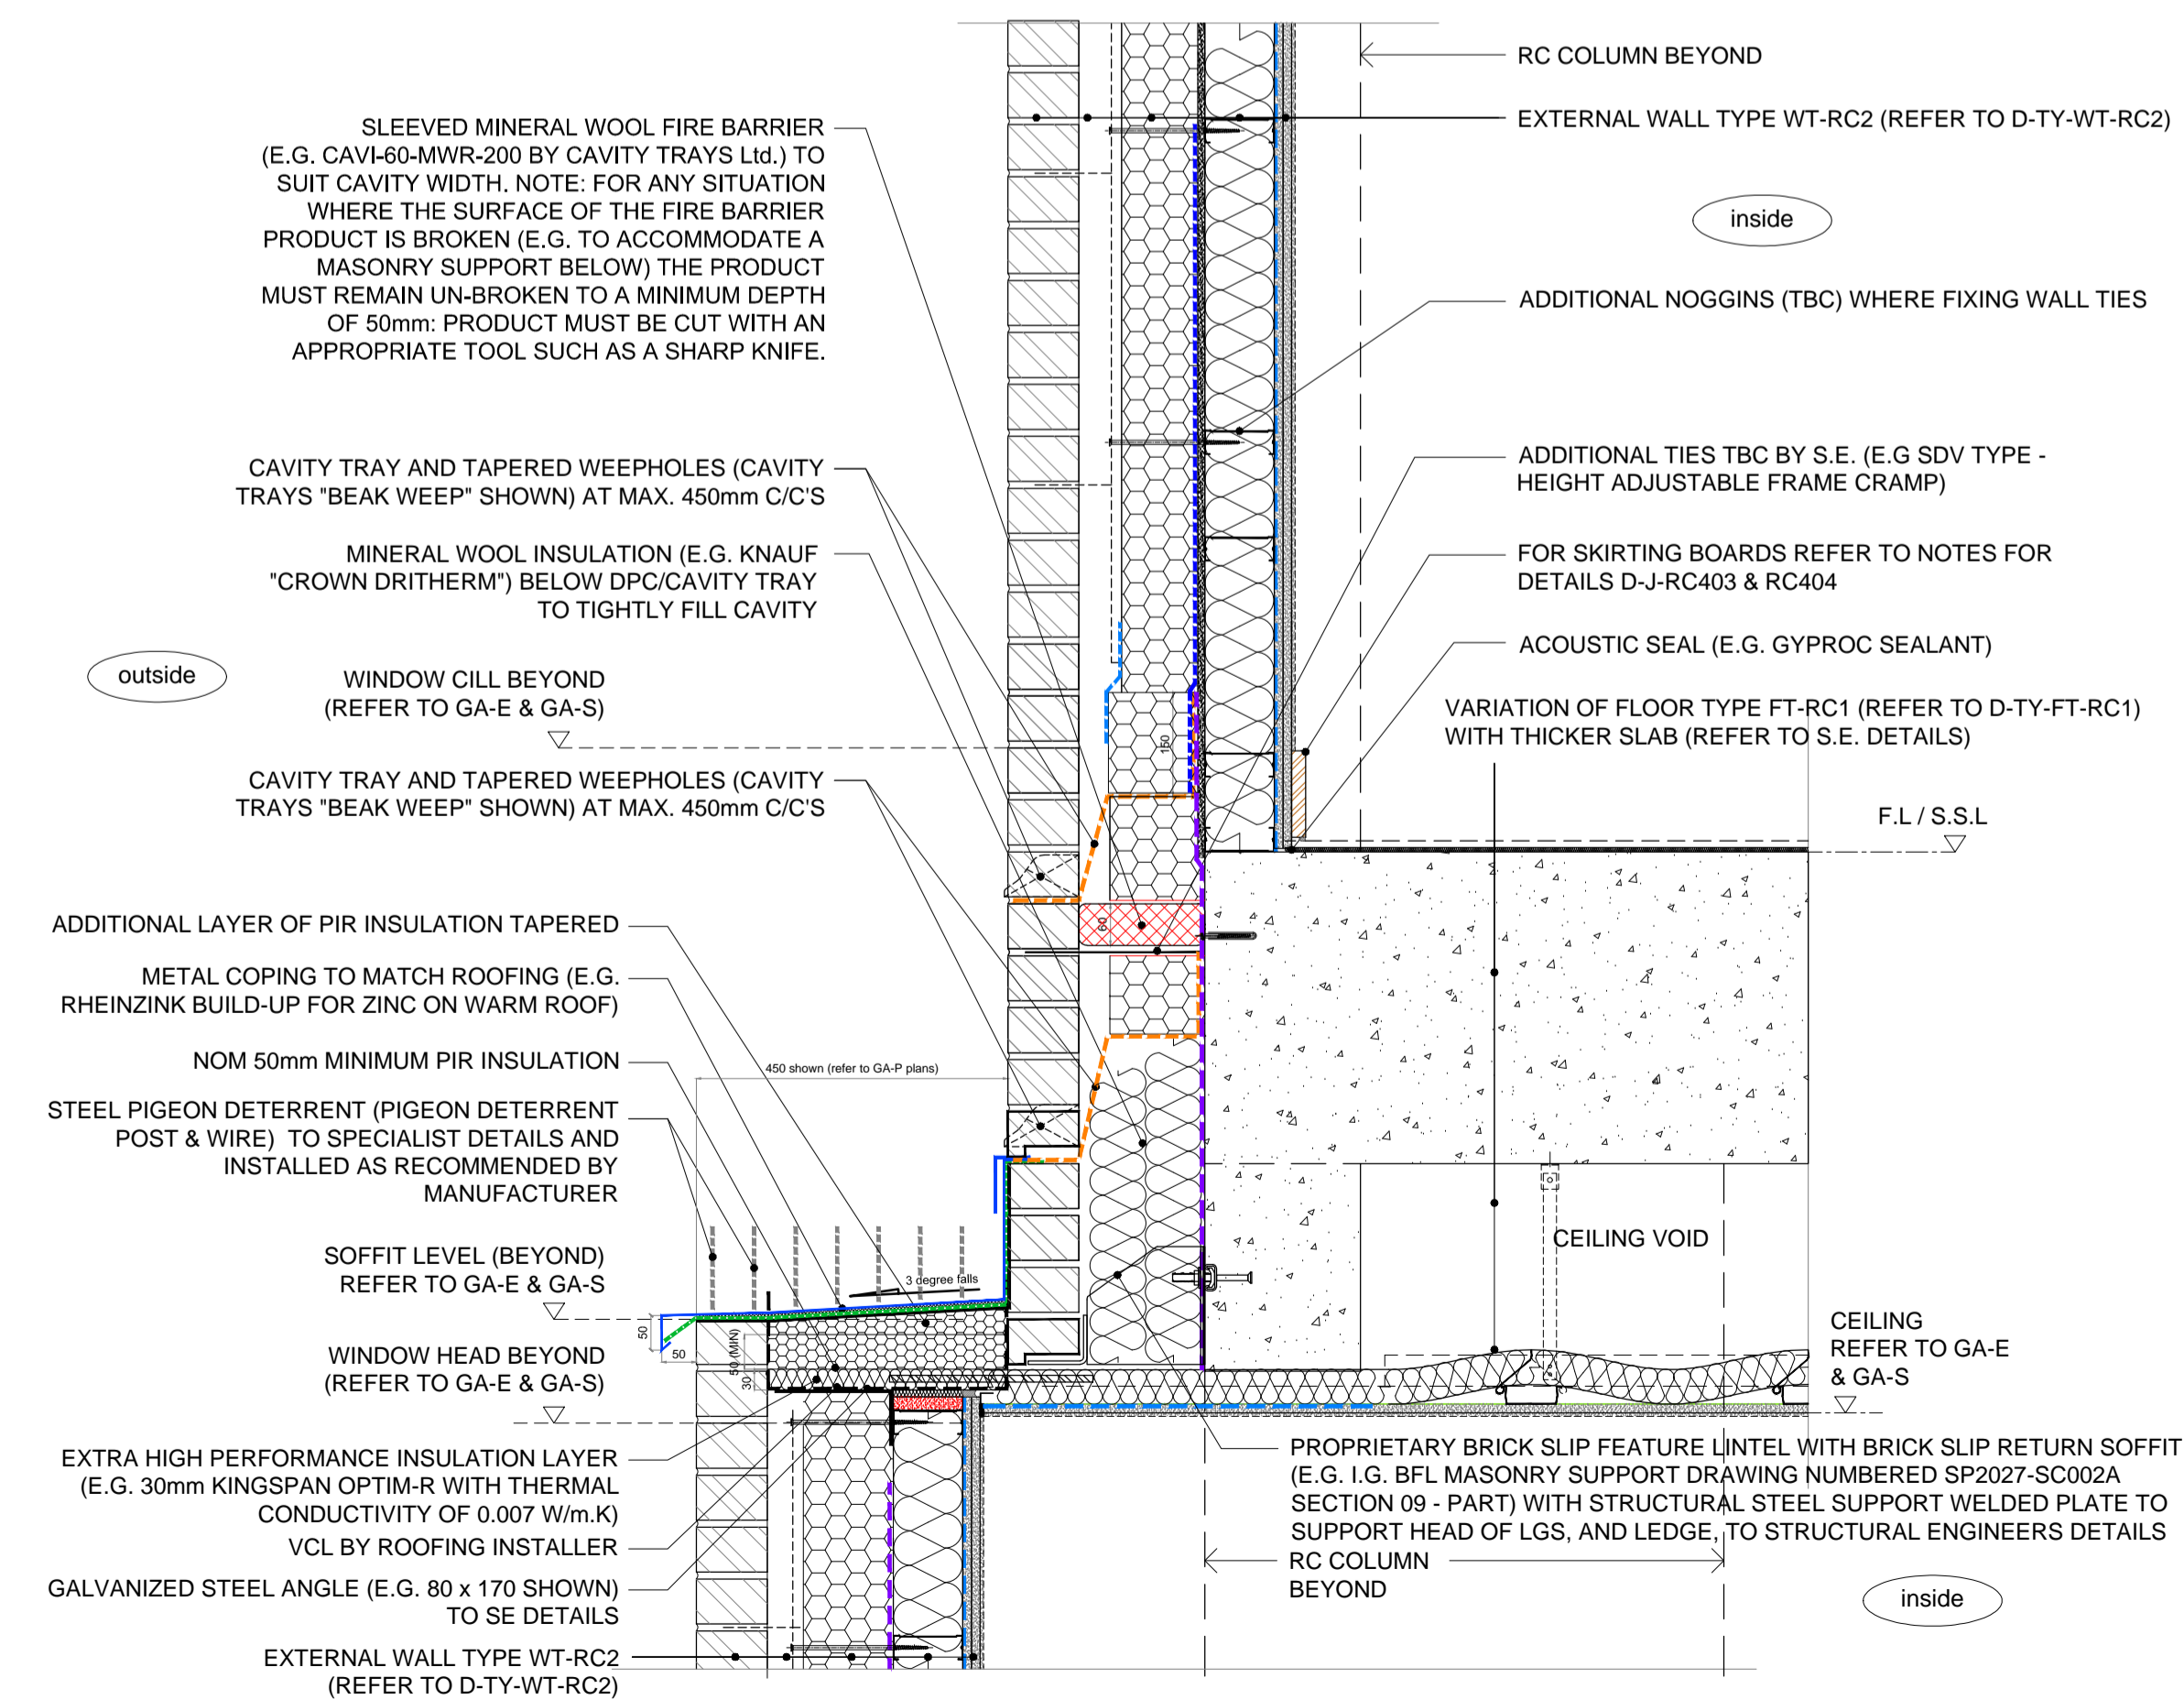 SLEEVED MINERAL WOOL FIRE BARRIER
(E.G. CAVI-60-MWR-200 BY CAVITY TRAYS Ltd.) TO
SUIT CAVITY WIDTH. NOTE: FOR ANY SITUATION
WHERE THE SURFACE OF THE FIRE BARRIER
PRODUCT IS BROKEN (E.G. TO ACCOMMODATE A
MASONRY SUPPORT BELOW) THE PRODUCT
MUST REMAIN UN-BROKEN TO A MINIMUM DEPTH
OF 50mm: PRODUCT MUST BE CUT WITH AN
APPROPRIATE TOOL SUCH AS A SHARP KNIFE.
CAVITY TRAY AND TAPERED WEEPHOLES (CAVITY
TRAYS "BEAK WEEP" SHOWN) AT MAX. 450mm C/C'S
MINERAL WOOL INSULATION (E.G. KNAUF
"CROWN DRITHERM") BELOW DPC/CAVITY TRAY
TO TIGHTLY FILL CAVITY
outside
WINDOW CILL BEYOND
(REFER TO GA-E & GA-S)
CAVITY TRAY AND TAPERED WEEPHOLES (CAVITY
TRAYS "BEAK WEEP" SHOWN) AT MAX. 450mm C/C'S
ADDITIONAL LAYER OF PIR INSULATION TAPERED
METAL COPING TO MATCH ROOFING (E.G.
RHEINZINK BUILD-UP FOR ZINC ON WARM ROOF)
NOM 50mm MINIMUM PIR INSULATION
STEEL PIGEON DETERRENT (PIGEON DETERRENT
POST & WIRE) TO SPECIALIST DETAILS AND
INSTALLED AS RECOMMENDED BY
MANUFACTURER
SOFFIT LEVEL (BEYOND)
REFER TO GA-E & GA-S
WINDOW HEAD BEYOND
(REFER TO GA-E & GA-S)
EXTRA HIGH PERFORMANCE INSULATION LAYER
(E.G. 30mm KINGSPAN OPTIM-R WITH THERMAL
CONDUCTIVITY OF 0.007 W/m.K)
VCL BY ROOFING INSTALLER
GALVANIZED STEEL ANGLE (E.G. 80 x 170 SHOWN)
TO SE DETAILS
EXTERNAL WALL TYPE WT-RC2
(REFER TO D-TY-WT-RC2)
450 shown (refer to GA-P plans)
3 degree falls
50
50
50 (MIN)
30
150
60
RC COLUMN BEYOND
EXTERNAL WALL TYPE WT-RC2 (REFER TO D-TY-WT-RC2)
inside
ADDITIONAL NOGGINS (TBC) WHERE FIXING WALL TIES
ADDITIONAL TIES TBC BY S.E. (E.G SDV TYPE -
HEIGHT ADJUSTABLE FRAME CRAMP)
FOR SKIRTING BOARDS REFER TO NOTES FOR
DETAILS D-J-RC403 & RC404
ACOUSTIC SEAL (E.G. GYPROC SEALANT)
VARIATION OF FLOOR TYPE FT-RC1 (REFER TO D-TY-FT-RC1)
WITH THICKER SLAB (REFER TO S.E. DETAILS)
F.L / S.S.L
CEILING VOID
CEILING
REFER TO GA-E
& GA-S
PROPRIETARY BRICK SLIP FEATURE LINTEL WITH BRICK SLIP RETURN SOFFIT
(E.G. I.G. BFL MASONRY SUPPORT DRAWING NUMBERED SP2027-SC002A
SECTION 09 - PART) WITH STRUCTURAL STEEL SUPPORT WELDED PLATE TO
SUPPORT HEAD OF LGS, AND LEDGE, TO STRUCTURAL ENGINEERS DETAILS
RC COLUMN
BEYOND
inside